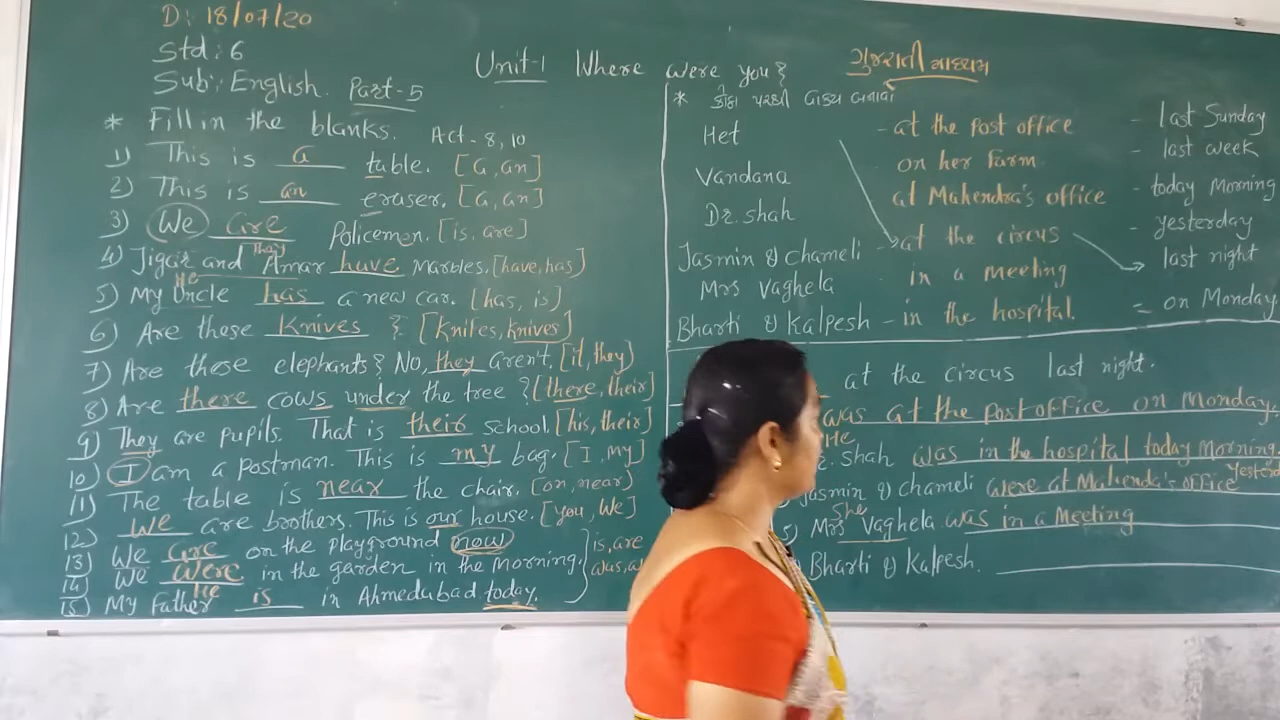 D: 18/07/20
Std: 6
Sub: English. Part-5
Unit-1 Where were you?
ગુજરાતી માધ્યમ
* Fill in the blanks. Act-8,10
1) This is a table. [a, an]
2) This is an eraser. [a, an]
3) We are Policemen. [is, are]
They
4) Jigar and Amar have Marbles. [have, has]
He
5) My Uncle has a new car. [has, is]
6) Are these Knives ? [Knifes, knives]
7) Are those elephants? No, they aren't. [it, they]
8) Are there cows under the tree ? [there, their]
9) They are pupils. That is their school. [his, their]
10) I am a postman. This is my bag. [I, my]
11) The table is near the chair. [on, near]
12) We are brothers. This is our house. [you, We]
13) We are on the playground now
is, are
14) We were in the garden in the morning.
He
15) My Father is in Ahmedabad today.
* કોઠા પરથી વાક્ય બનાવો
Het - at the post office - last Sunday
Vandana on her farm - last week
Dr. Shah at Mahendra's office - today Morning
Jasmin & Chameli - at the circus - yesterday
Mrs Vaghela in a meeting last night
Bharti & Kalpesh - in the hospital. - on Monday
at the circus last night.
was at the post office on Monday.
He
Shah was in the hospital today Morning.
Jasmin & Chameli were at Mahenda's office
She
5) Mrs Vaghela was in a Meeting
Bharti & Kalpesh.